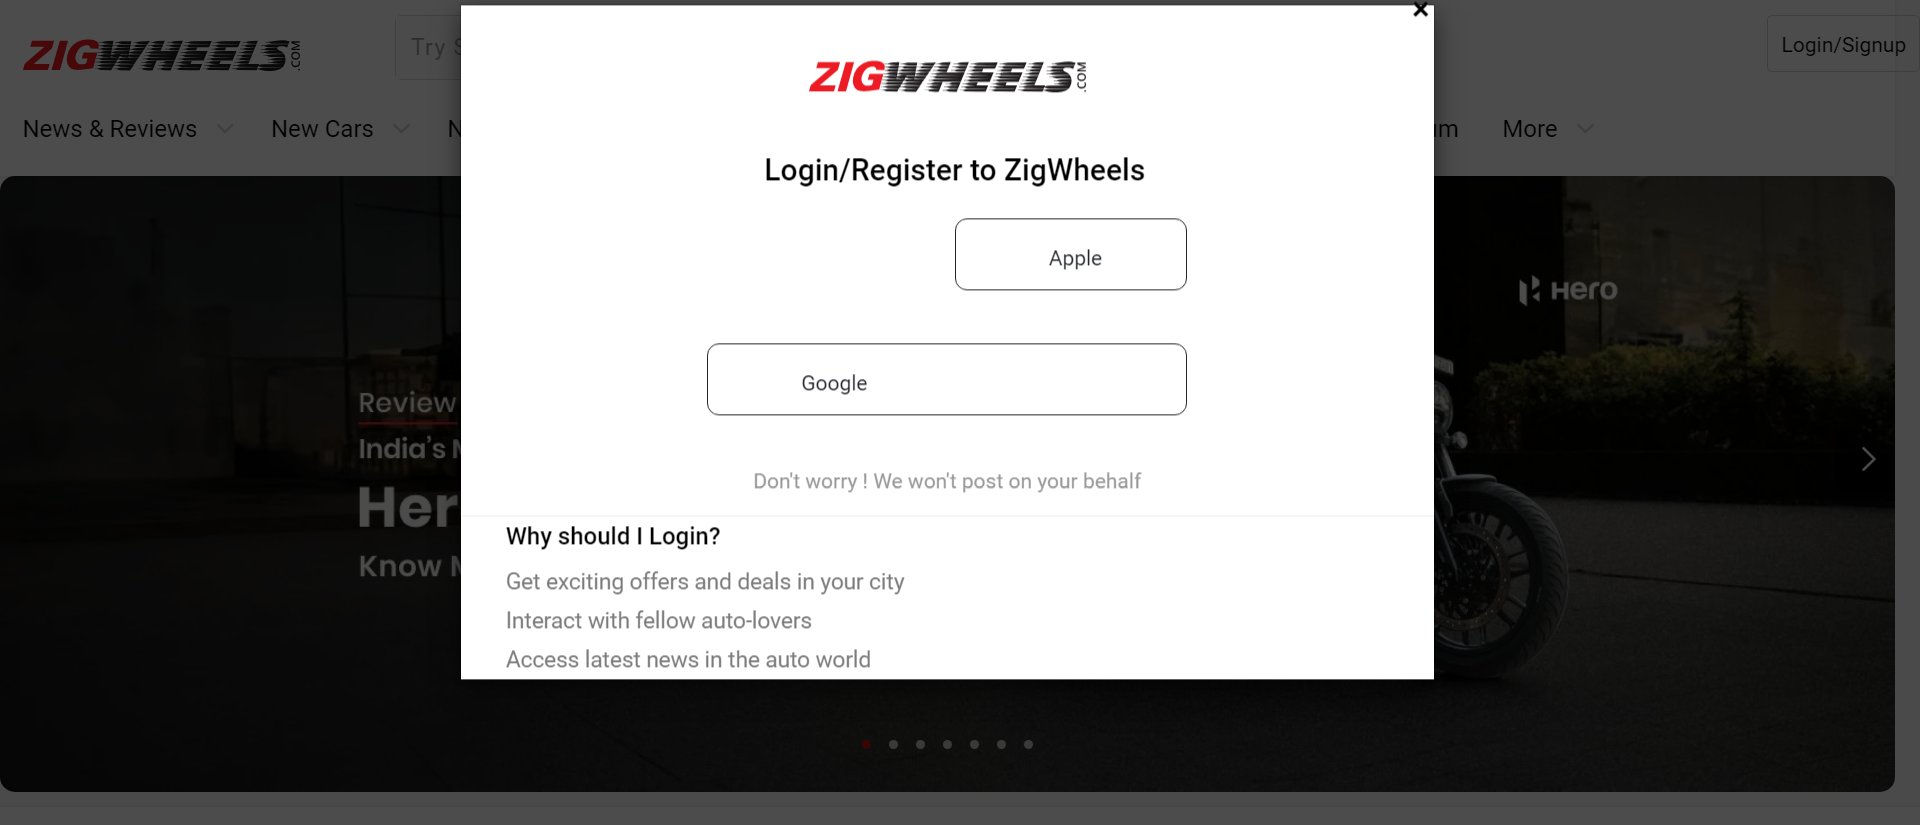 ZIGWHEELS.COM
Try
Login/Signup
News & Reviews
New Cars
More
ZIGWHEELS.COM
Login/Register to ZigWheels
Apple
Google
Don't worry ! We won't post on your behalf
Why should I Login?
Get exciting offers and deals in your city
Interact with fellow auto-lovers
Access latest news in the auto world
Hero
Review
India's
Know